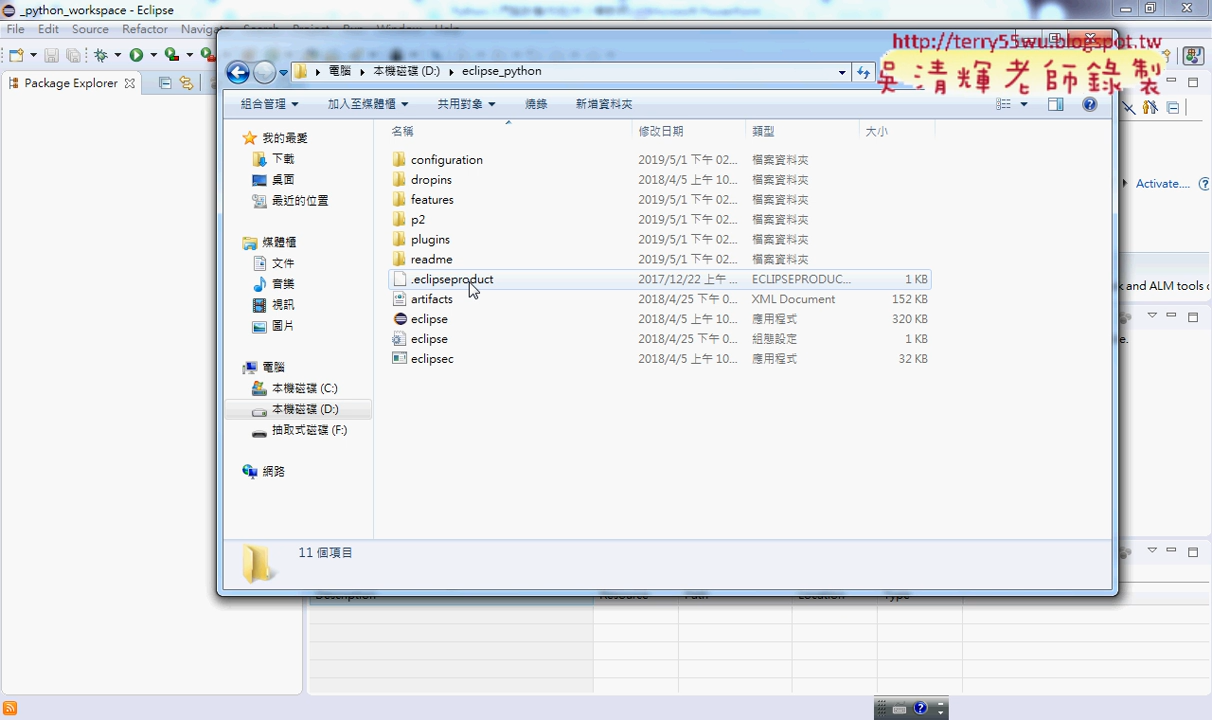 _python_workspace - Eclipse
File Edit Source Refactor Navigate Search Project Run Window Help
http://terry55wu.blogspot.tw
吳清輝老師錄製
Package Explorer
電腦 本機磁碟 (D:) eclipse_python
組合管理 加入至媒體櫃 共用對象 燒錄 新增資料夾
名稱 修改日期 類型 大小
我的最愛
下載
桌面
最近的位置
媒體櫃
文件
音樂
視訊
圖片
電腦
本機磁碟 (C:)
本機磁碟 (D:)
抽取式磁碟 (F:)
網路
configuration 2019/5/1 下午 02... 檔案資料夾
dropins 2018/4/5 上午 10... 檔案資料夾
features 2019/5/1 下午 02... 檔案資料夾
p2 2019/5/1 下午 02... 檔案資料夾
plugins 2019/5/1 下午 02... 檔案資料夾
readme 2019/5/1 下午 02... 檔案資料夾
.eclipseproduct 2017/12/22 上午 ... ECLIPSEPRODUC... 1 KB
artifacts 2018/4/25 下午 0... XML Document 152 KB
eclipse 2018/4/5 上午 10... 應用程式 320 KB
eclipse 2018/4/25 下午 0... 組態設定 1 KB
eclipsec 2018/4/5 上午 10... 應用程式 32 KB
11 個項目
Activate....
k and ALM tools
e.
Description Resource Path Location Type